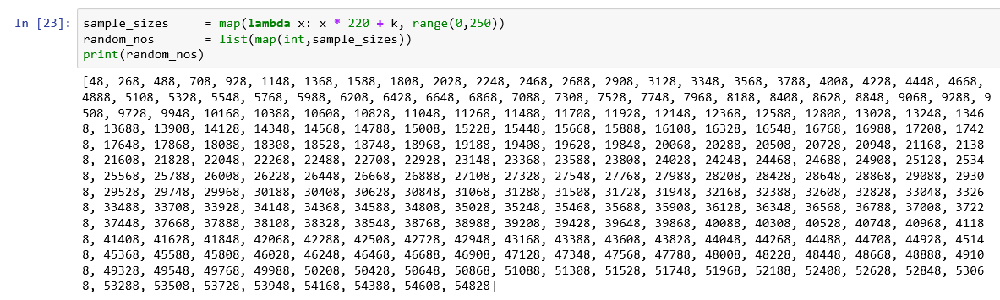 In [23]: sample_sizes     = map(lambda x: x * 220 + k, range(0,250))
random_nos       = list(map(int,sample_sizes))
print(random_nos)
[48, 268, 488, 708, 928, 1148, 1368, 1588, 1808, 2028, 2248, 2468, 2688, 2908, 3128, 3348, 3568, 3788, 4008, 4228, 4448, 4668,
4888, 5108, 5328, 5548, 5768, 5988, 6208, 6428, 6648, 6868, 7088, 7308, 7528, 7748, 7968, 8188, 8408, 8628, 8848, 9068, 9288, 9
508, 9728, 9948, 10168, 10388, 10608, 10828, 11048, 11268, 11488, 11708, 11928, 12148, 12368, 12588, 12808, 13028, 13248, 1346
8, 13688, 13908, 14128, 14348, 14568, 14788, 15008, 15228, 15448, 15668, 15888, 16108, 16328, 16548, 16768, 16988, 17208, 1742
8, 17648, 17868, 18088, 18308, 18528, 18748, 18968, 19188, 19408, 19628, 19848, 20068, 20288, 20508, 20728, 20948, 21168, 2138
8, 21608, 21828, 22048, 22268, 22488, 22708, 22928, 23148, 23368, 23588, 23808, 24028, 24248, 24468, 24688, 24908, 25128, 2534
8, 25568, 25788, 26008, 26228, 26448, 26668, 26888, 27108, 27328, 27548, 27768, 27988, 28208, 28428, 28648, 28868, 29088, 2930
8, 29528, 29748, 29968, 30188, 30408, 30628, 30848, 31068, 31288, 31508, 31728, 31948, 32168, 32388, 32608, 32828, 33048, 3326
8, 33488, 33708, 33928, 34148, 34368, 34588, 34808, 35028, 35248, 35468, 35688, 35908, 36128, 36348, 36568, 36788, 37008, 3722
8, 37448, 37668, 37888, 38108, 38328, 38548, 38768, 38988, 39208, 39428, 39648, 39868, 40088, 40308, 40528, 40748, 40968, 4118
8, 41408, 41628, 41848, 42068, 42288, 42508, 42728, 42948, 43168, 43388, 43608, 43828, 44048, 44268, 44488, 44708, 44928, 4514
8, 45368, 45588, 45808, 46028, 46248, 46468, 46688, 46908, 47128, 47348, 47568, 47788, 48008, 48228, 48448, 48668, 48888, 4910
8, 49328, 49548, 49768, 49988, 50208, 50428, 50648, 50868, 51088, 51308, 51528, 51748, 51968, 52188, 52408, 52628, 52848, 5306
8, 53288, 53508, 53728, 53948, 54168, 54388, 54608, 54828]